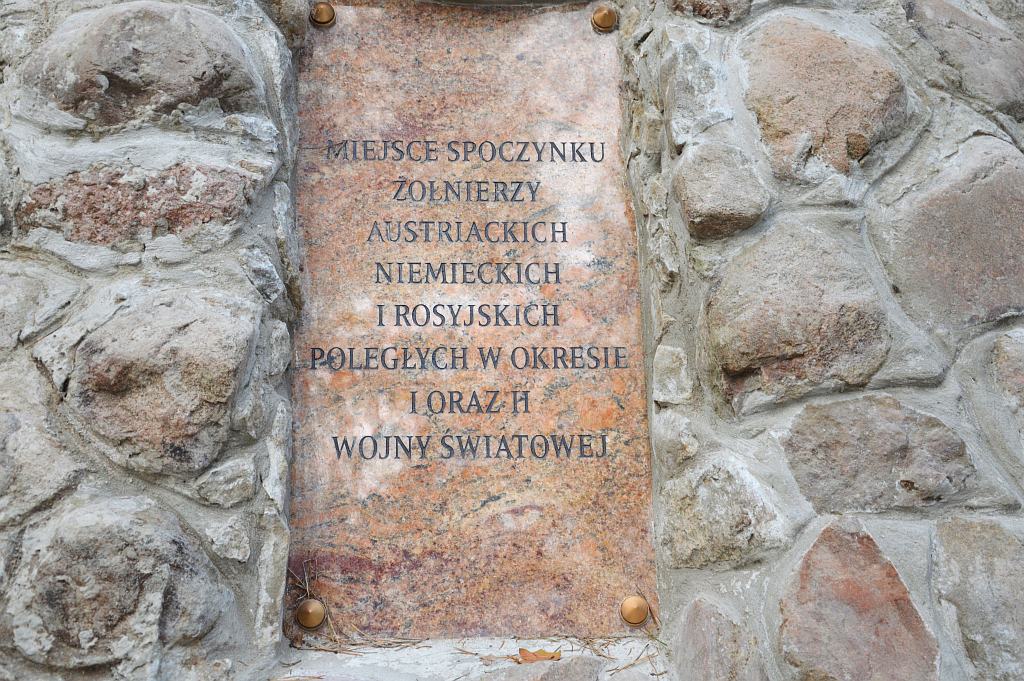 MIEJSCE SPOCZYNKU
ŻOŁNIERZY
AUSTRIACKICH
NIEMIECKICH
I ROSYJSKICH
POLEGŁYCH W OKRESIE
I ORAZ II
WOJNY ŚWIATOWEJ